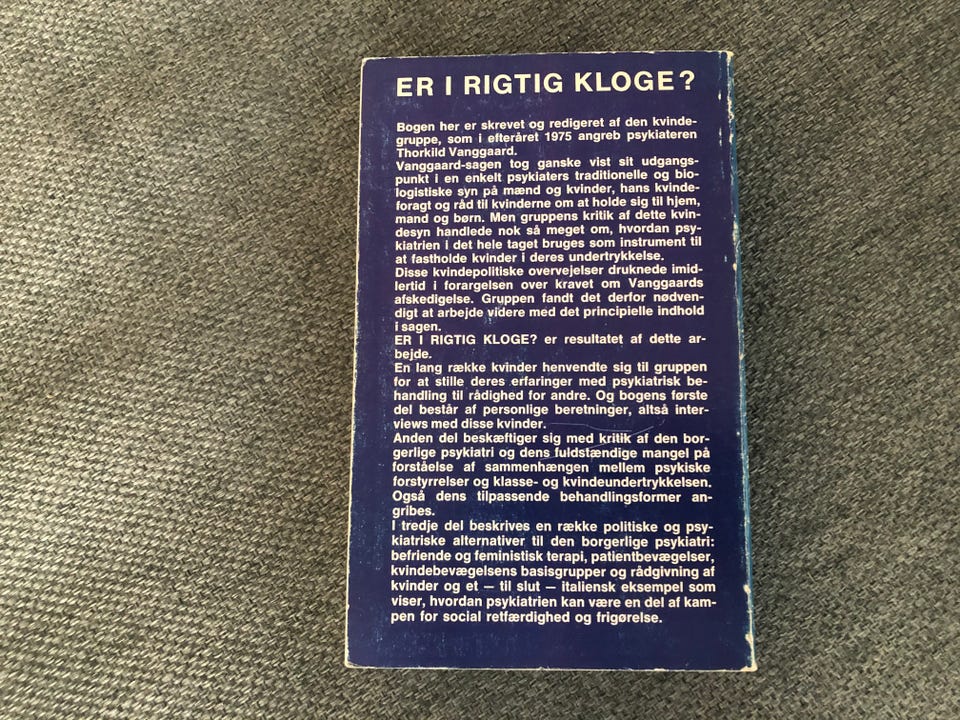 ER I RIGTIG KLOGE?
Bogen her er skrevet og redigeret af den kvinde-
gruppe, som i efteråret 1975 angreb psykiateren
Thorkild Vanggaard.
Vanggaard-sagen tog ganske vist sit udgangs-
punkt i en enkelt psykiaters traditionelle og bio-
logistiske syn på mænd og kvinder, hans kvinde-
foragt og råd til kvinderne om at holde sig til hjem,
mand og børn. Men gruppens kritik af dette kvin-
desyn handlede nok så meget om, hvordan psy-
kiatrien i det hele taget bruges som instrument til
at fastholde kvinder i deres undertrykkelse.
Disse kvindepolitiske overvejelser druknede imid-
lertid i forargelsen over kravet om Vanggaards
afskedigelse. Gruppen fandt det derfor nødven-
digt at arbejde videre med det principielle indhold
i sagen.
ER I RIGTIG KLOGE? er resultatet af dette ar-
bejde.
En lang række kvinder henvendte sig til gruppen
for at stille deres erfaringer med psykiatrisk be-
handling til rådighed for andre. Og bogens første
del består af personlige beretninger, altså inter-
views med disse kvinder.
Anden del beskæftiger sig med kritik af den bor-
gerlige psykiatri og dens fuldstændige mangel på
forståelse af sammenhængen mellem psykiske
forstyrrelser og klasse- og kvindeundertrykkelsen.
Også dens tilpassende behandlingsformer an-
gribes.
I tredje del beskrives en række politiske og psy-
kiatriske alternativer til den borgerlige psykiatri:
befriende og feministisk terapi, patientbevægelser,
kvindebevægelsens basisgrupper og rådgivning af
kvinder og et — til slut — italiensk eksempel som
viser, hvordan psykiatrien kan være en del af kam-
pen for social retfærdighed og frigørelse.